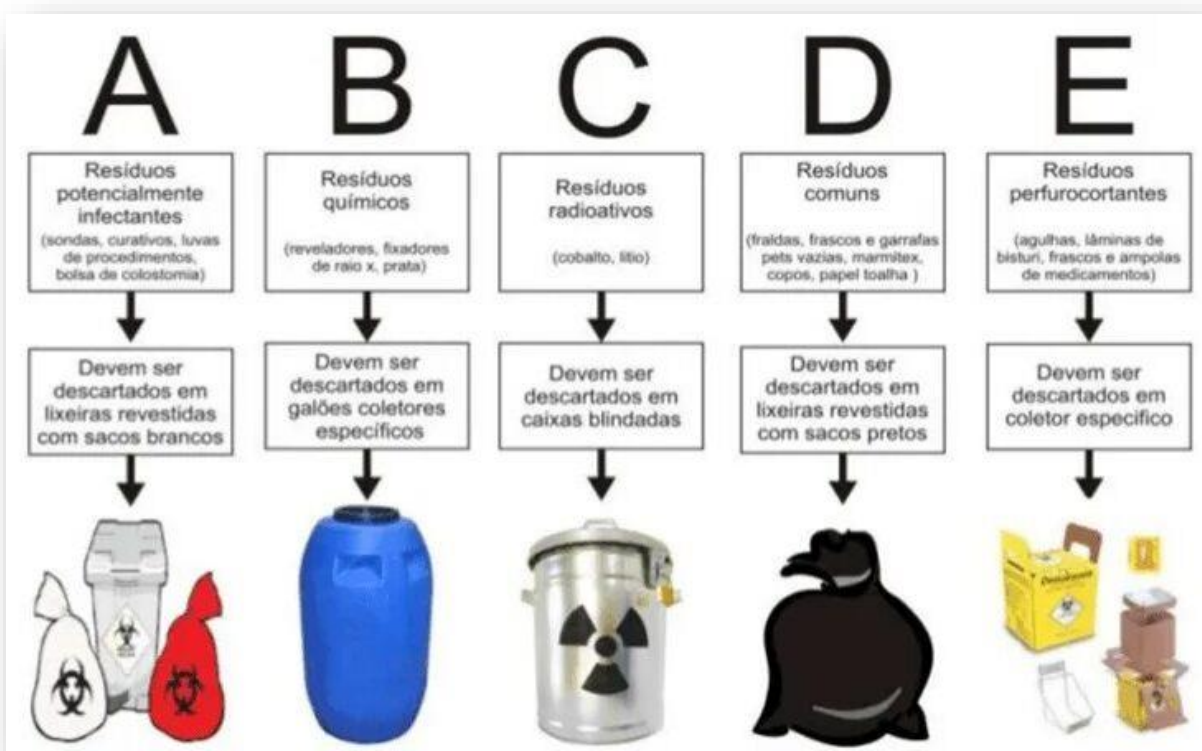 A
B
C
D
E
Resíduos
potencialmente
infectantes
(sondas, curativos, luvas
de procedimentos,
bolsa de colostomia)
Resíduos
químicos
(reveladores, fixadores
de raio x, prata)
Resíduos
radioativos
(cobalto, lítio)
Resíduos
comuns
(fraldas, frascos e garrafas
pets vazias, marmitex,
copos, papel toalha )
Resíduos
perfurocortantes
(agulhas, lâminas de
bisturi, frascos e ampolas
de medicamentos)
Devem ser
descartados em
lixeiras revestidas
com sacos brancos
Devem ser
descartados em
galões coletores
específicos
Devem ser
descartados em
caixas blindadas
Devem ser
descartados em
lixeiras revestidas
com sacos pretos
Devem ser
descartados em
coletor especifico